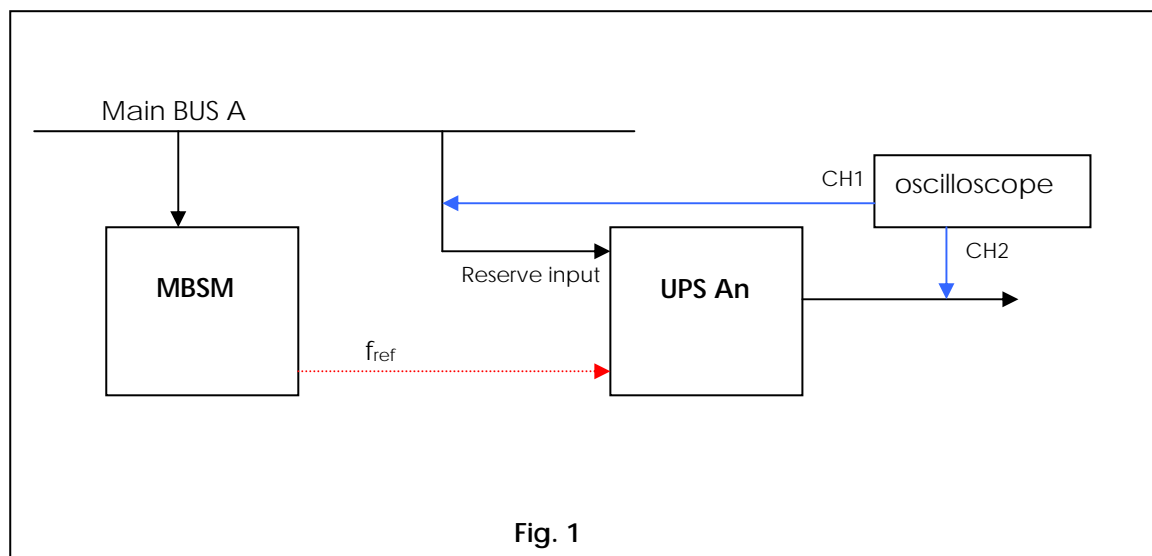 Main BUS A
CH1
oscilloscope
CH2
MBSM
Reserve input
UPS An
fref
Fig. 1